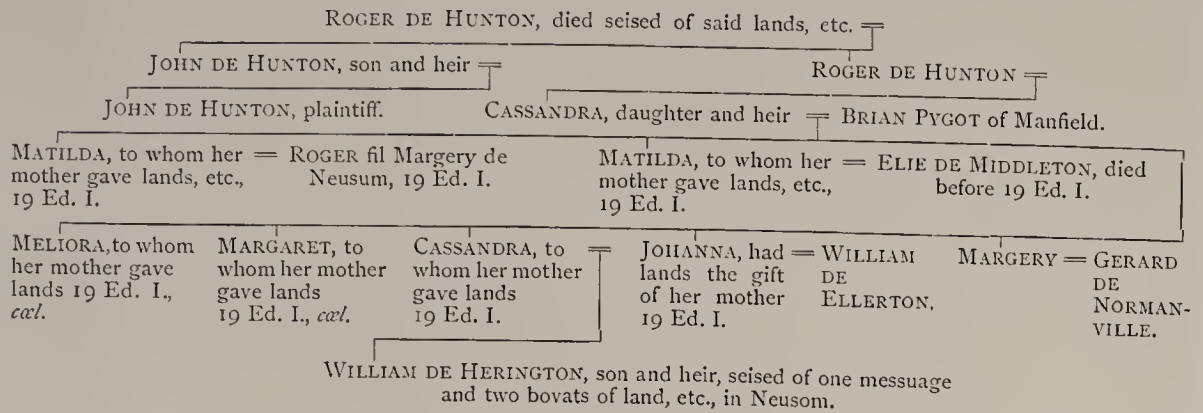 ROGER DE HUNTON, died seised of said lands, etc. =
JOHN DE HUNTON, son and heir =
ROGER DE HUNTON =
JOHN DE HUNTON, plaintiff.
CASSANDRA, daughter and heir = BRIAN PYGOT of Manfield.
MATILDA, to whom her
mother gave lands, etc.,
19 Ed. I.
= ROGER fil Margery de
Neusum, 19 Ed. I.
MATILDA, to whom her
mother gave lands, etc.,
19 Ed. I.
= ELIE DE MIDDLETON, died
before 19 Ed. I.
MELIORA, to whom
her mother gave
lands 19 Ed. I.,
cœl.
MARGARET, to
whom her mother
gave lands
19 Ed. I., cœl.
CASSANDRA, to
whom her mother
gave lands
19 Ed. I.
=
JOHANNA, had
lands the gift
of her mother
19 Ed. I.
= WILLIAM
DE
ELLERTON.
MARGERY = GERARD
DE
NORMAN-
VILLE.
WILLIAM DE HERINGTON, son and heir, seised of one messuage
and two bovats of land, etc., in Neusom.